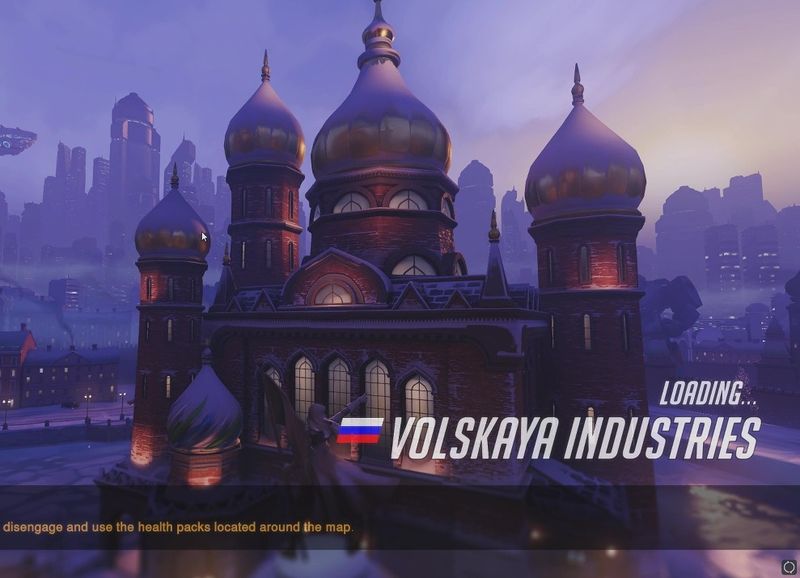 LOADING...
VOLSKAYA INDUSTRIES
disengage and use the health packs located around the map.